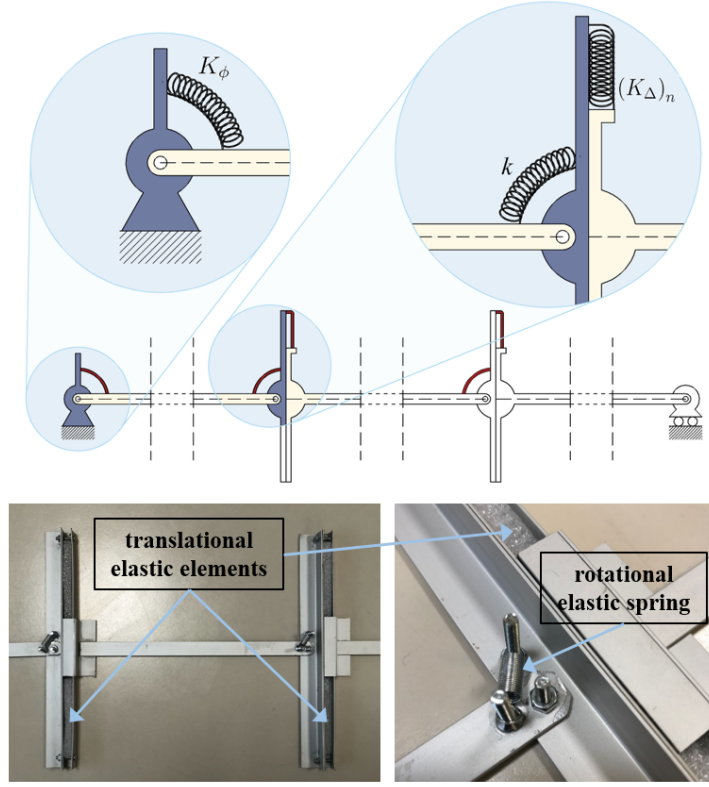 K_ϕ
(K_Δ)_n
k
translational
elastic elements
rotational
elastic spring